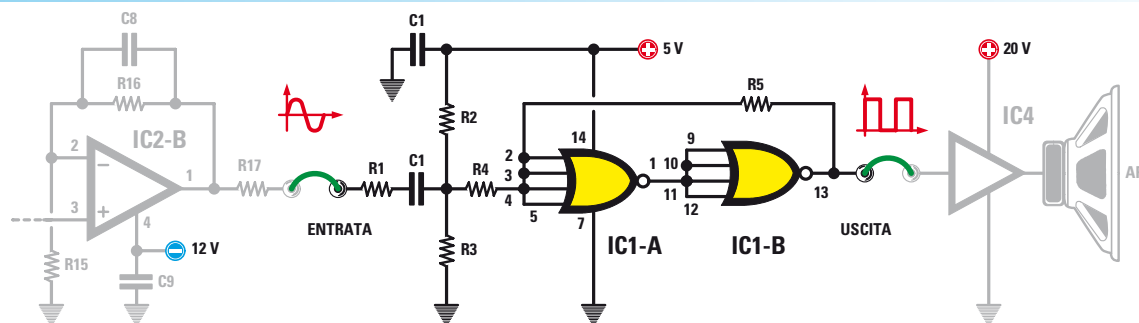 C8
R16
IC2-B
2
3
1
4
−
+
R15
12 V
C9
R17
ENTRATA
R1
C1
C1
5 V
R2
R3
R4
14
2
3
4
5
7
IC1-A
R5
1
9
10
11
12
13
IC1-B
USCITA
20 V
IC4